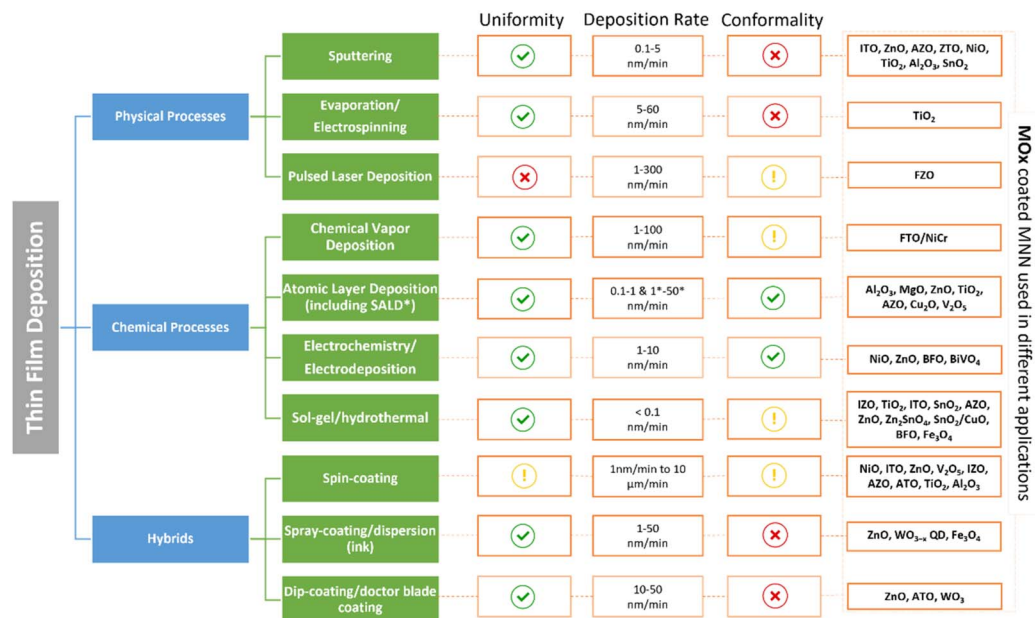 Uniformity Deposition Rate Conformality
Thin Film Deposition
Physical Processes
Sputtering
0.1-5
nm/min
ITO, ZnO, AZO, ZTO, NiO,
TiO₂, Al₂O₃, SnO₂
Evaporation/
Electrospinning
5-60
nm/min
TiO₂
Pulsed Laser Deposition
1-300
nm/min
FZO
Chemical Processes
Chemical Vapor
Deposition
1-100
nm/min
FTO/NiCr
Atomic Layer Deposition
(including SALD*)
0.1-1 & 1*-50*
nm/min
Al₂O₃, MgO, ZnO, TiO₂,
AZO, Cu₂O, V₂O₅
Electrochemistry/
Electrodeposition
1-10
nm/min
NiO, ZnO, BFO, BiVO₄
Sol-gel/hydrothermal
< 0.1
nm/min
IZO, TiO₂, ITO, SnO₂, AZO,
ZnO, Zn₂SnO₄, SnO₂/CuO,
BFO, Fe₃O₄
Hybrids
Spin-coating
1nm/min to 10
µm/min
NiO, ITO, ZnO, V₂O₅, IZO,
AZO, ATO, TiO₂, Al₂O₃
Spray-coating/dispersion
(ink)
1-50
nm/min
ZnO, WO₃₋ₓ QD, Fe₃O₄
Dip-coating/doctor blade
coating
10-50
nm/min
ZnO, ATO, WO₃
MOx coated MNN used in different applications